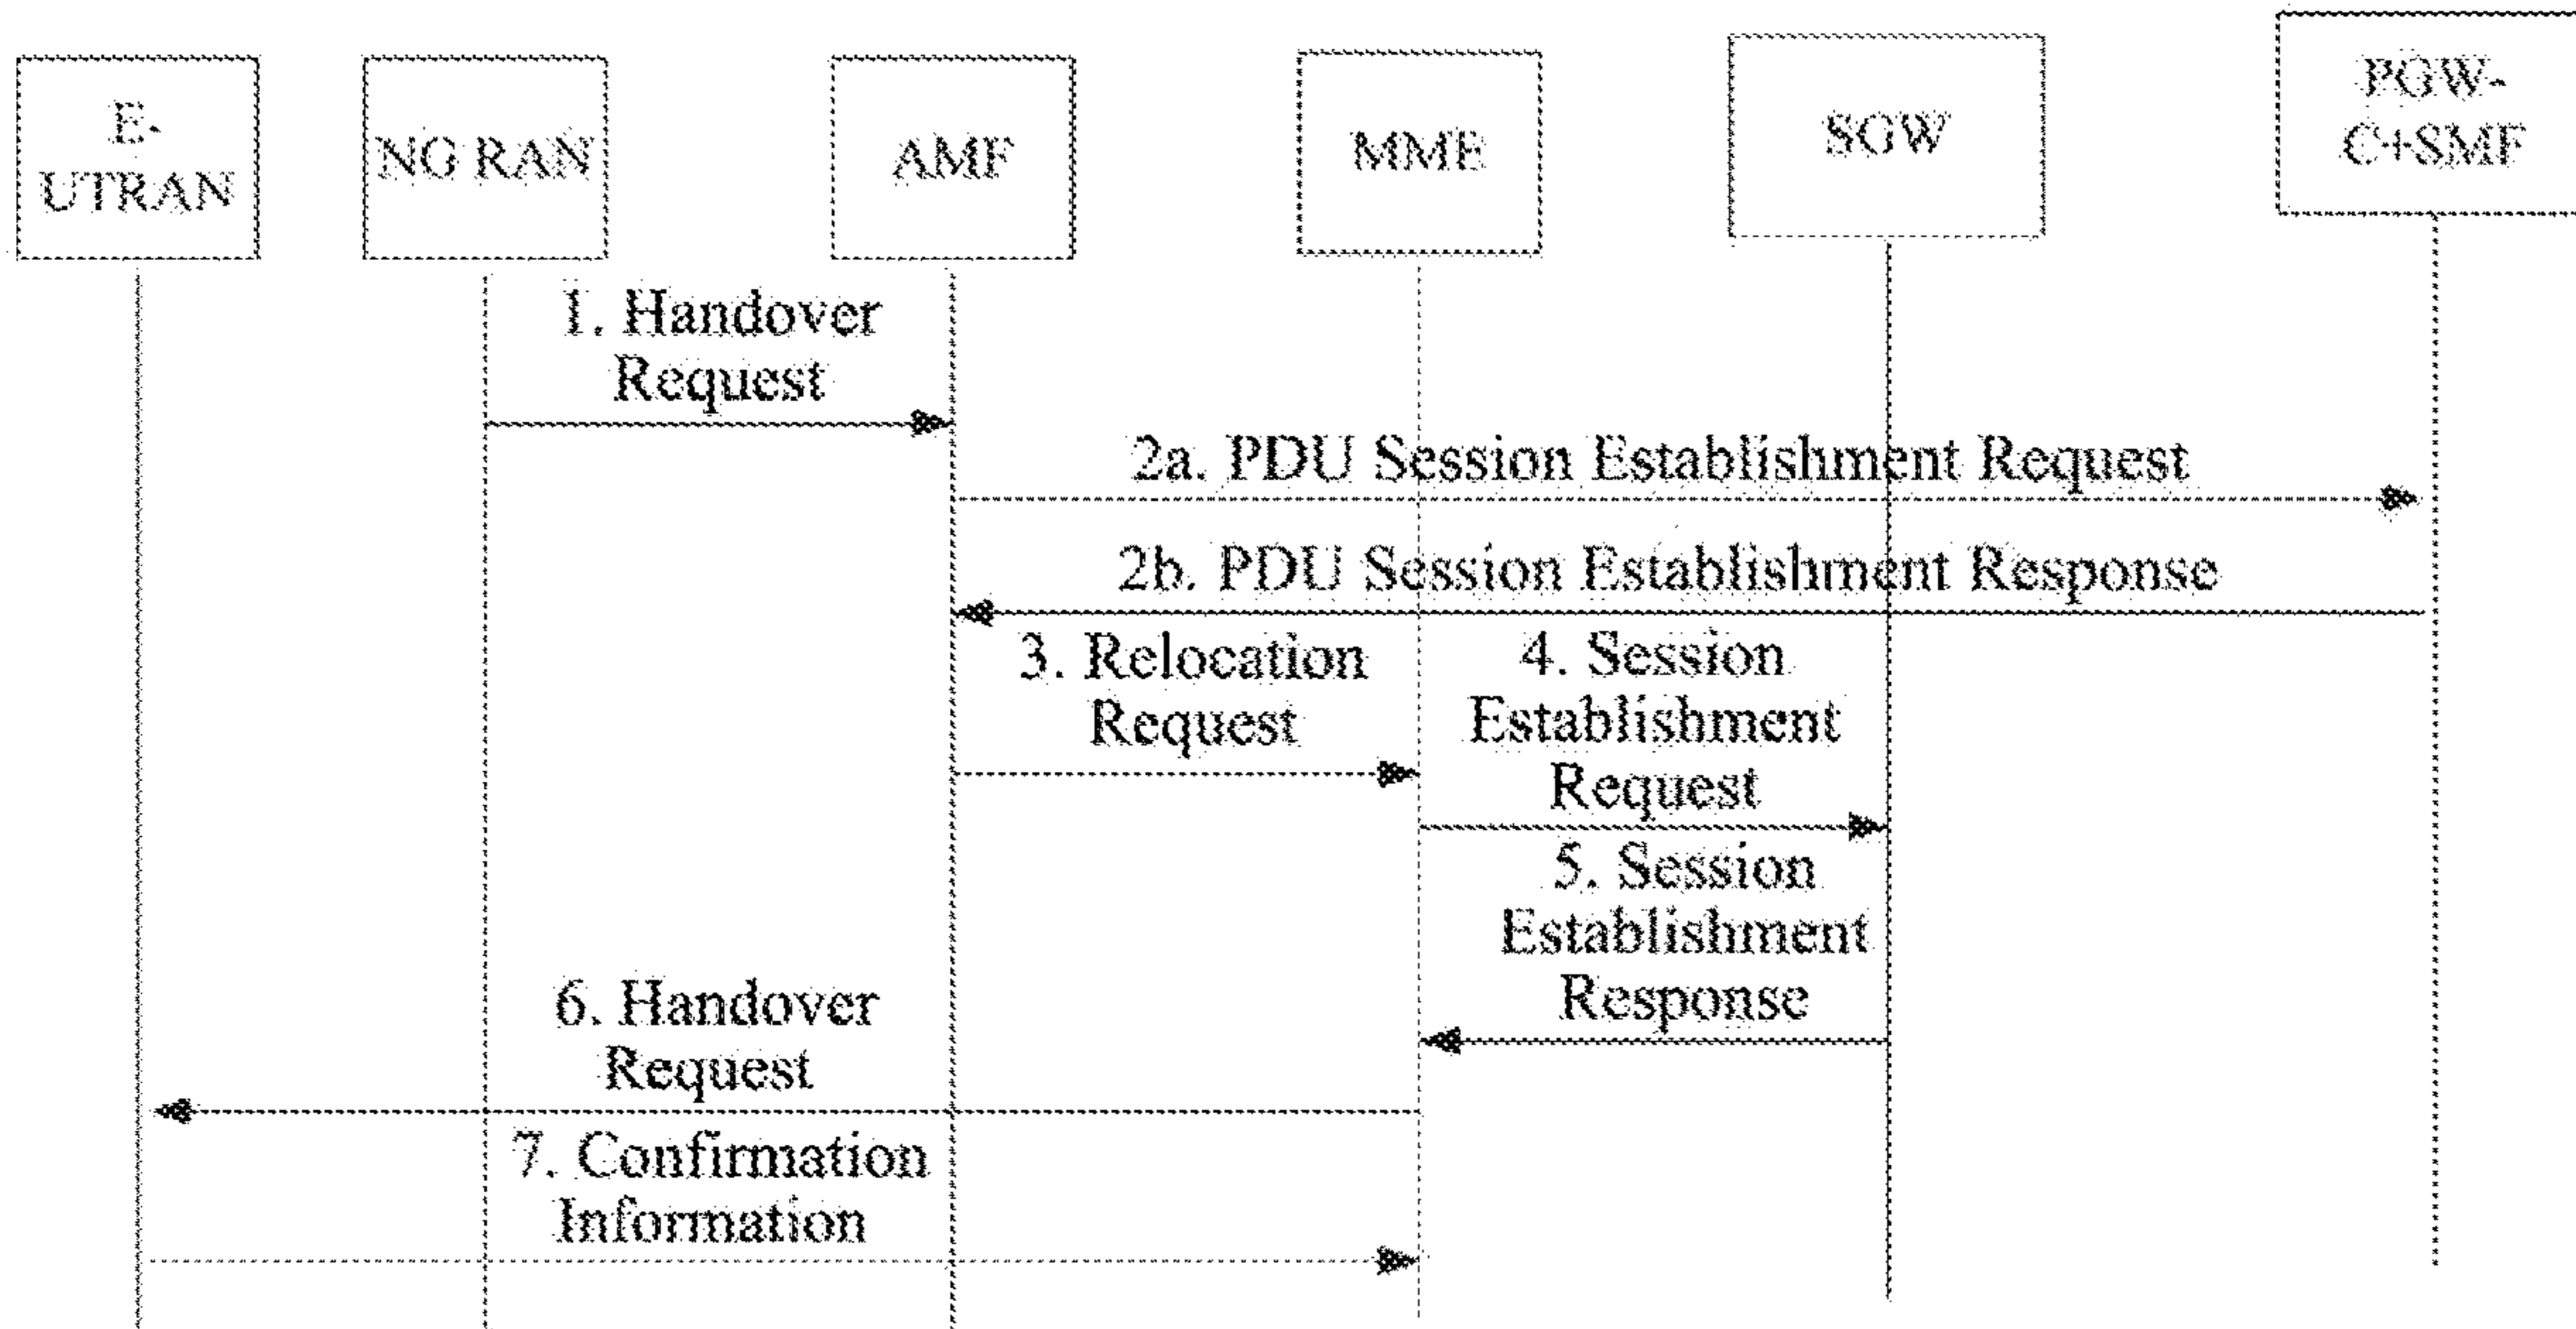 E-
UTRAN
NG RAN
AMF
MME
SGW
PGW-
C+SMF
1. Handover
Request
2a. PDU Session Establishment Request
2b. PDU Session Establishment Response
3. Relocation
Request
4. Session
Establishment
Request
5. Session
Establishment
Response
6. Handover
Request
7. Confirmation
Information